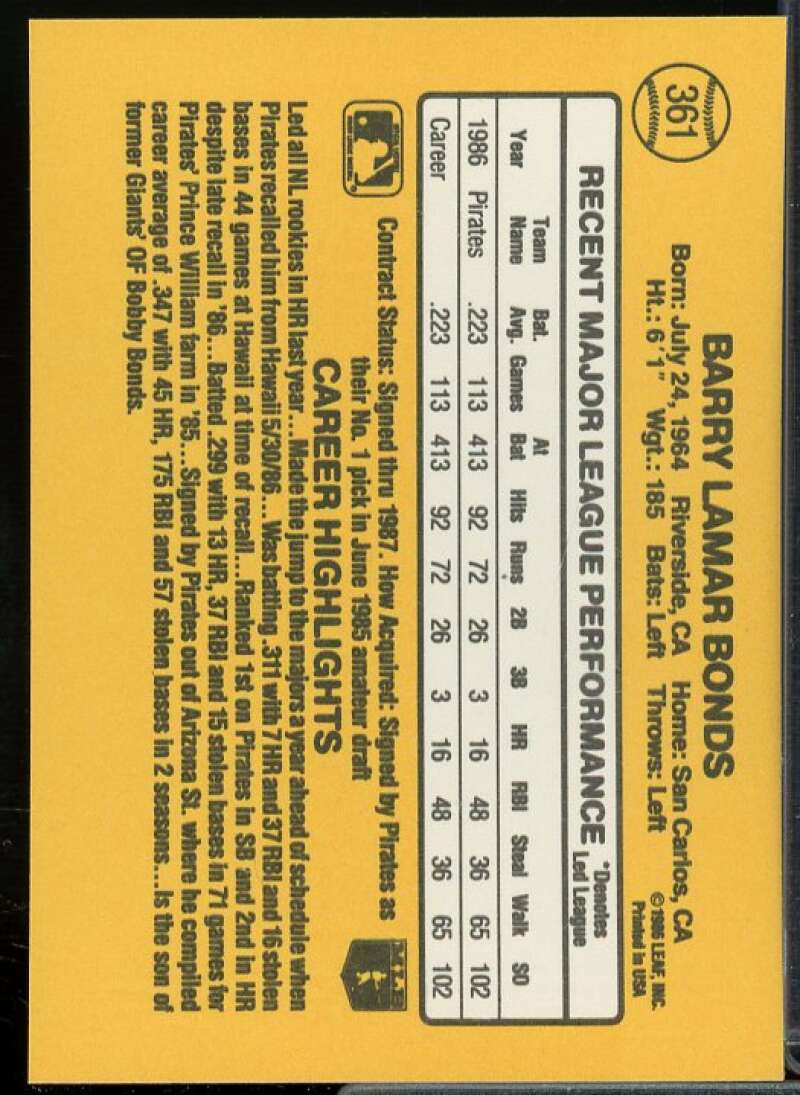 361
BARRY LAMAR BONDS
Born: July 24, 1964 Riverside, CA Home: San Carlos, CA
Ht.: 6'1" Wgt.: 185 Bats: Left Throws: Left
©1986 LEAF, INC.
Printed in USA
RECENT MAJOR LEAGUE PERFORMANCE *Denotes Led League
Year Team Name Bat. Avg. Games At Bat Hits Runs 2B 3B HR RBI Steal Walk SO
1986 Pirates .223 113 413 92 72 26 3 16 48 36 65 102
Career .223 113 413 92 72 26 3 16 48 36 65 102
Contract Status: Signed thru 1987. How Acquired: Signed by Pirates as
their No. 1 pick in June 1985 amateur draft
CAREER HIGHLIGHTS
Led all NL rookies in HR last year...Made the jump to the majors a year ahead of schedule when
Pirates recalled him from Hawaii 5/30/86...Was batting .311 with 7 HR and 37 RBI and 16 stolen
bases in 44 games at Hawaii at time of recall...Ranked 1st on Pirates in SB and 2nd in HR
despite late recall in '86...Batted .299 with 13 HR, 37 RBI and 15 stolen bases in 71 games for
Pirates' Prince William farm in '85...Signed by Pirates out of Arizona St. where he compiled
career average of .347 with 45 HR, 175 RBI and 57 stolen bases in 2 seasons...Is the son of
former Giants' OF Bobby Bonds.